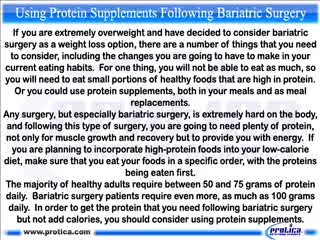 Using Protein Supplements Following Bariatric Surgery
If you are extremely overweight and have decided to consider bariatric
surgery as a weight loss option, there are a number of things that you need
to consider, including the changes you are going to have to make in your
current eating habits.  For one thing, you will not be able to eat as much, so
you will need to eat small portions of healthy foods that are high in protein.
Or you could use protein supplements, both in your meals and as meal
replacements.
Any surgery, but especially bariatric surgery, is extremely hard on the body,
and following this type of surgery, you are going to need plenty of protein,
not only for muscle growth and recovery but to provide you with energy.  If
you are planning to incorporate high-protein foods into your low-calorie
diet, make sure that you eat your foods in a specific order, with the proteins
being eaten first.
The majority of healthy adults require between 50 and 75 grams of protein
daily.  Bariatric surgery patients require even more, as much as 100 grams
daily.  In order to get the protein that you need following bariatric surgery
but not add calories, you should consider using protein supplements.
www.protica.com
protica